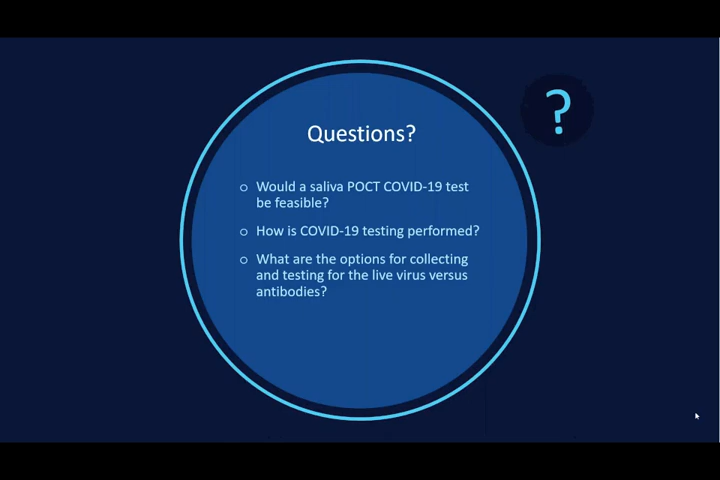 ?
Questions?
o Would a saliva POCT COVID-19 test
be feasible?
o How is COVID-19 testing performed?
o What are the options for collecting
and testing for the live virus versus
antibodies?